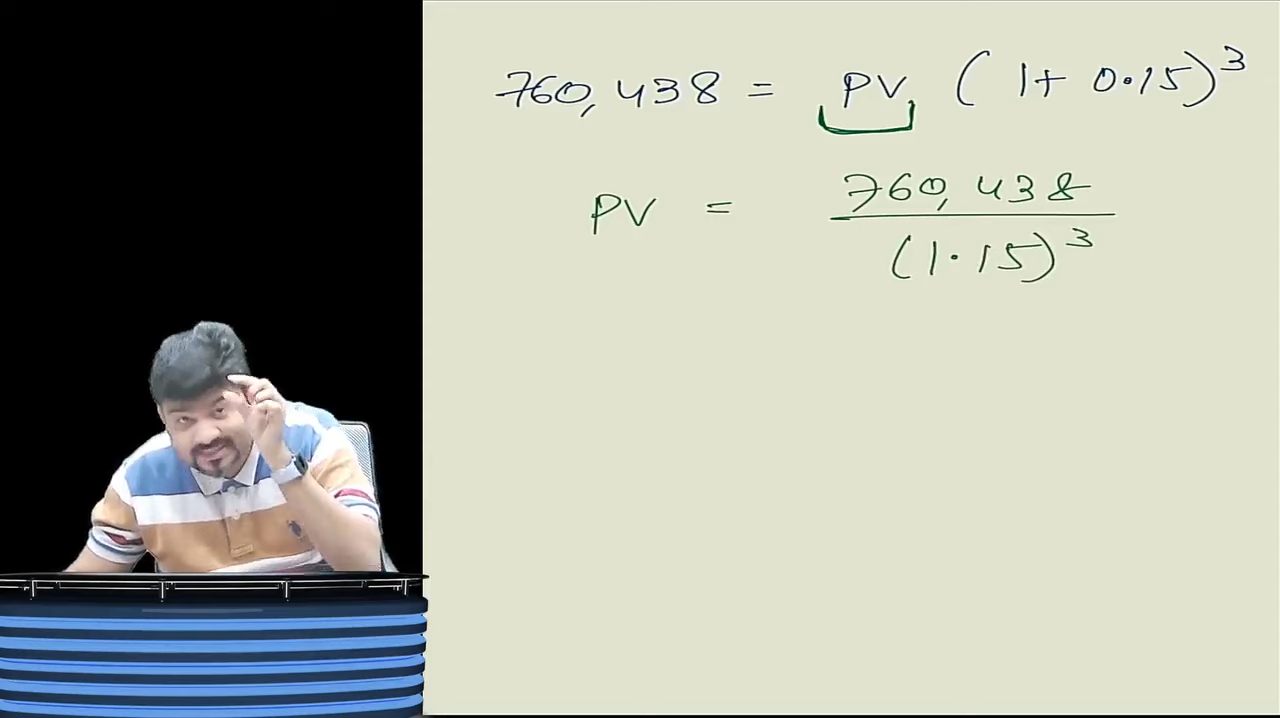 760,438 = PV (1+ 0.15)^3
PV = 760,438 / (1.15)^3